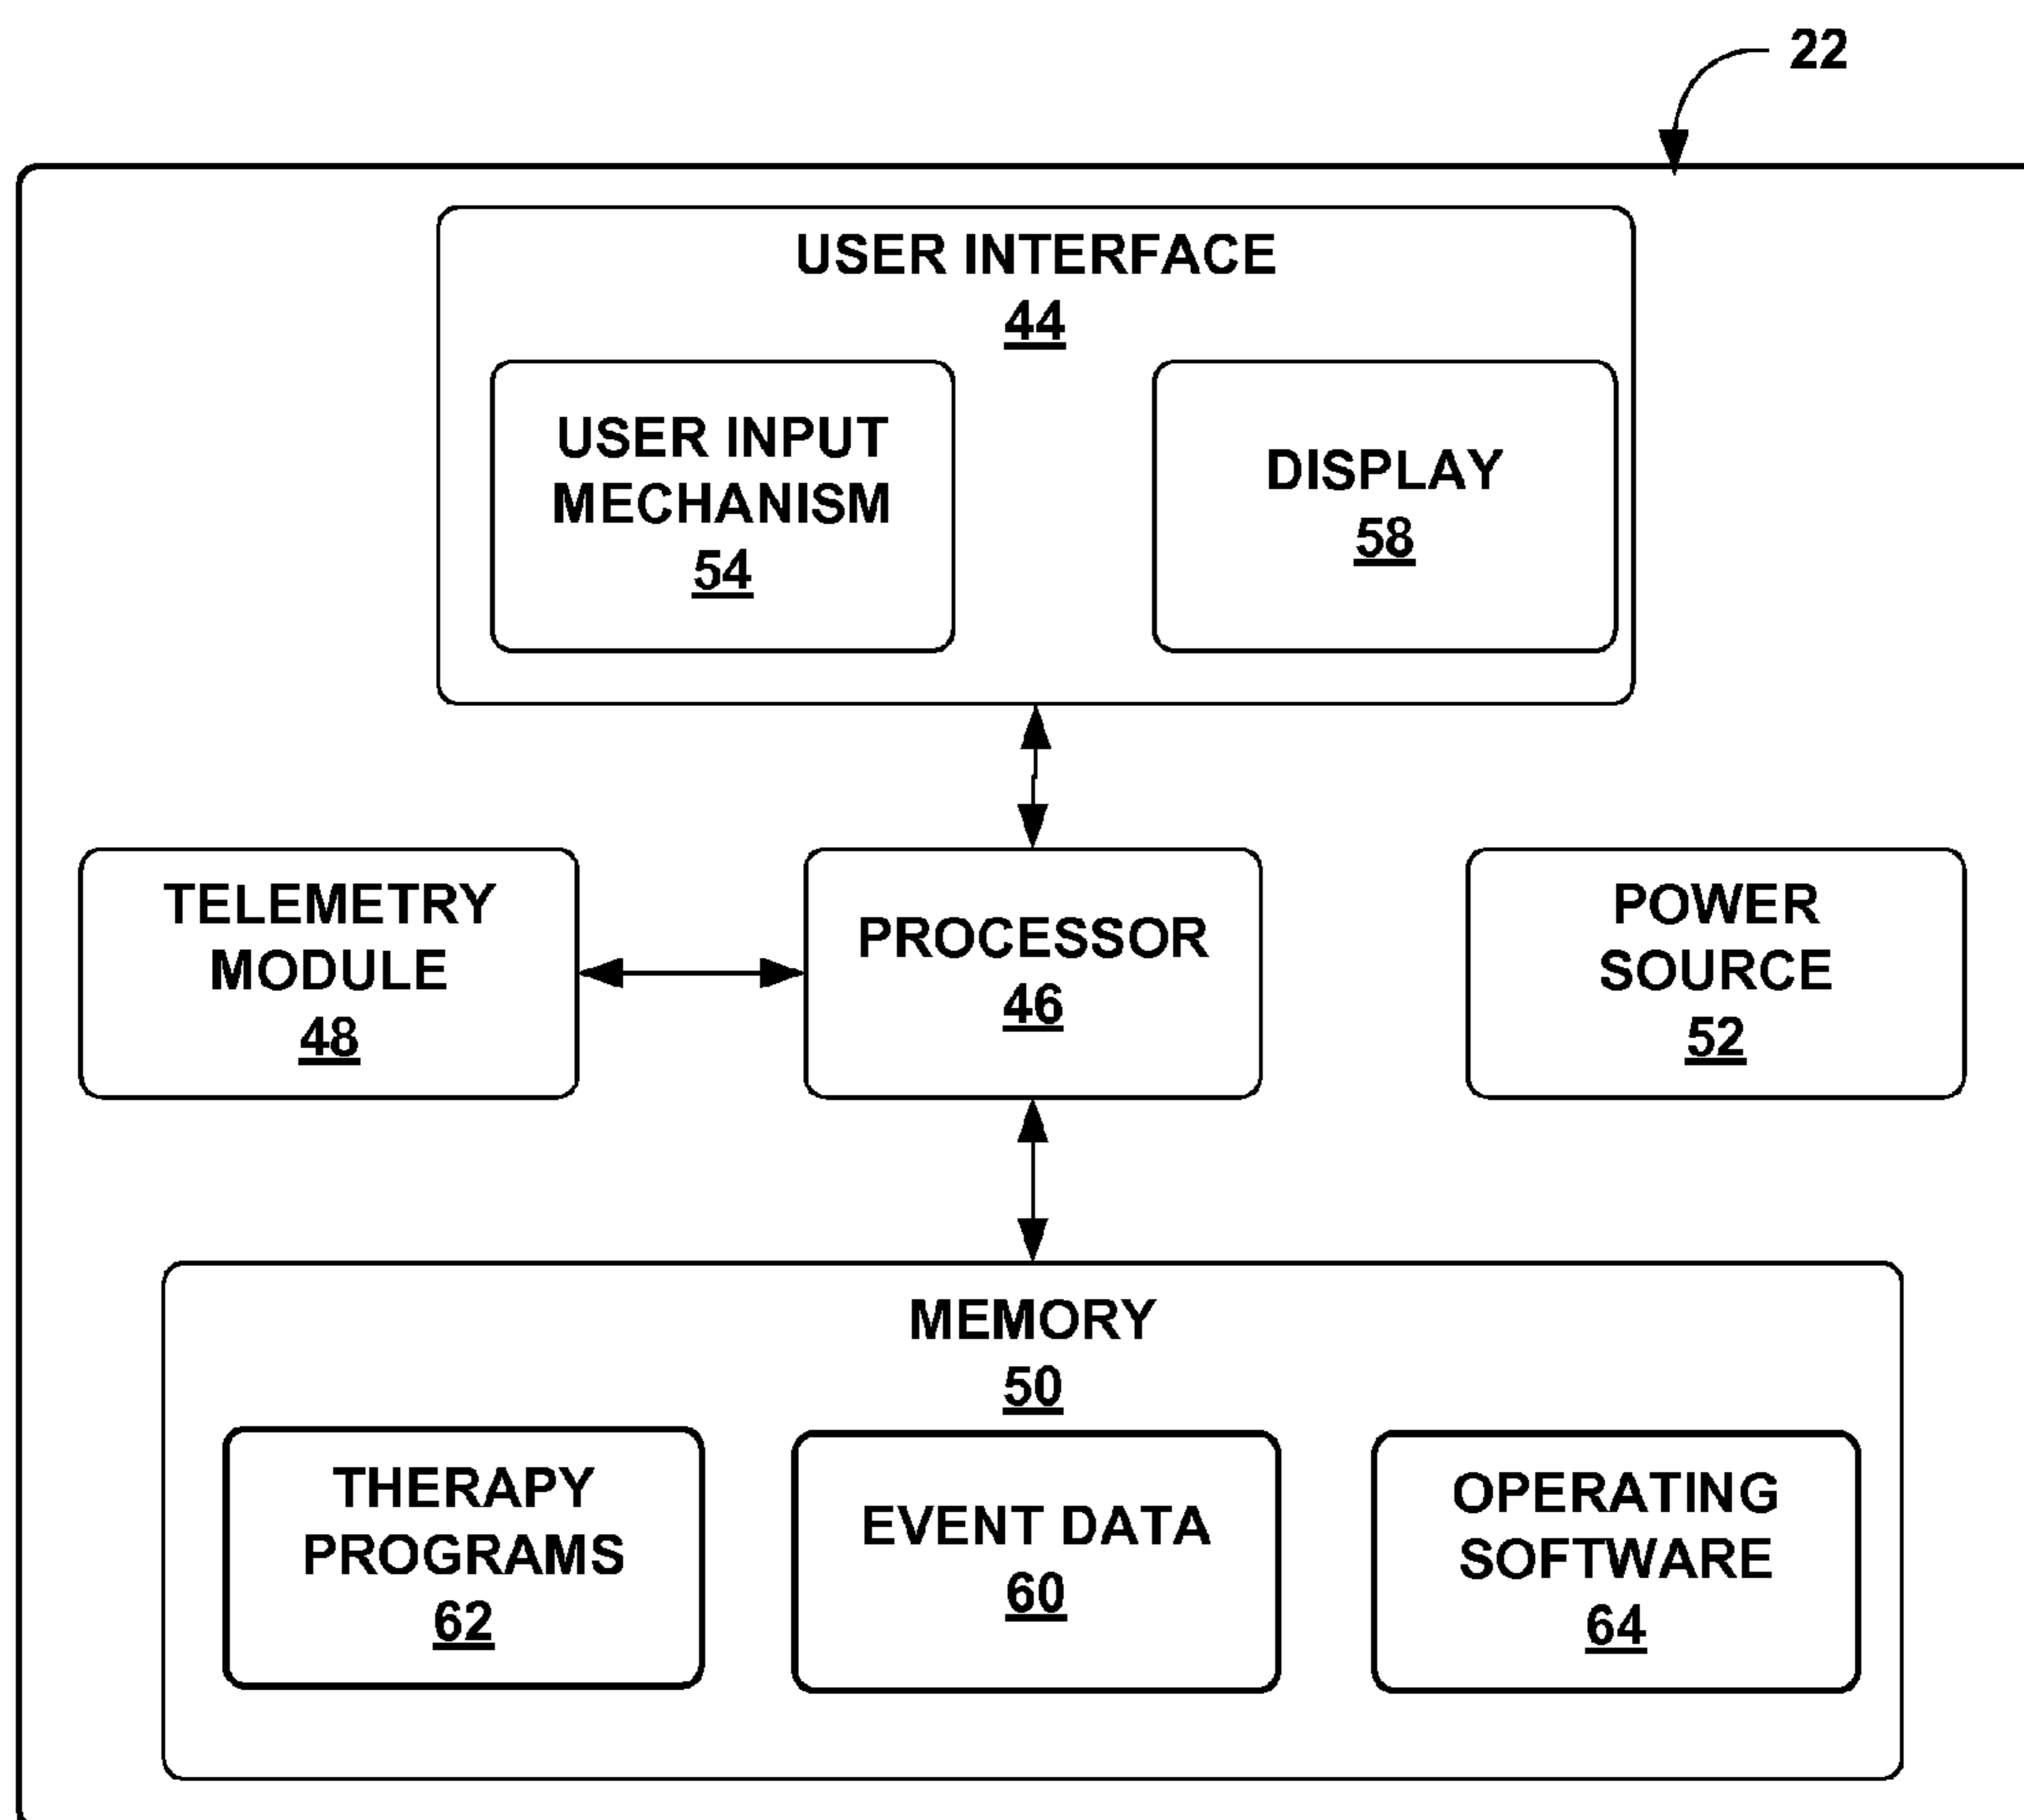 22
USER INTERFACE
44
USER INPUT
MECHANISM
54
DISPLAY
58
TELEMETRY
MODULE
48
PROCESSOR
46
POWER
SOURCE
52
MEMORY
50
THERAPY
PROGRAMS
62
EVENT DATA
60
OPERATING
SOFTWARE
64